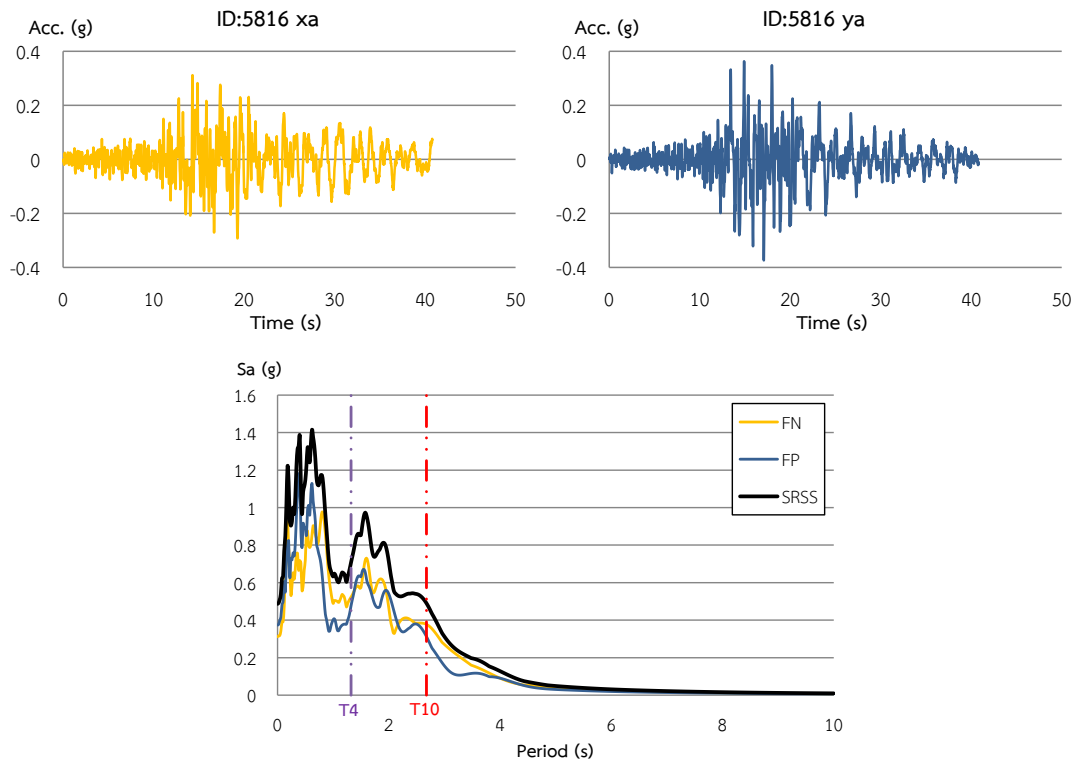 ID:5816 xa
Acc. (g)
0.4
0.2
0
-0.2
-0.4
0 10 20 30 40 50
Time (s)
ID:5816 ya
Acc. (g)
0.4
0.2
0
-0.2
-0.4
0 10 20 30 40 50
Time (s)
Sa (g)
1.6
1.4
1.2
1
0.8
0.6
0.4
0.2
0
FN
FP
SRSS
T4 T10
0 2 4 6 8 10
Period (s)